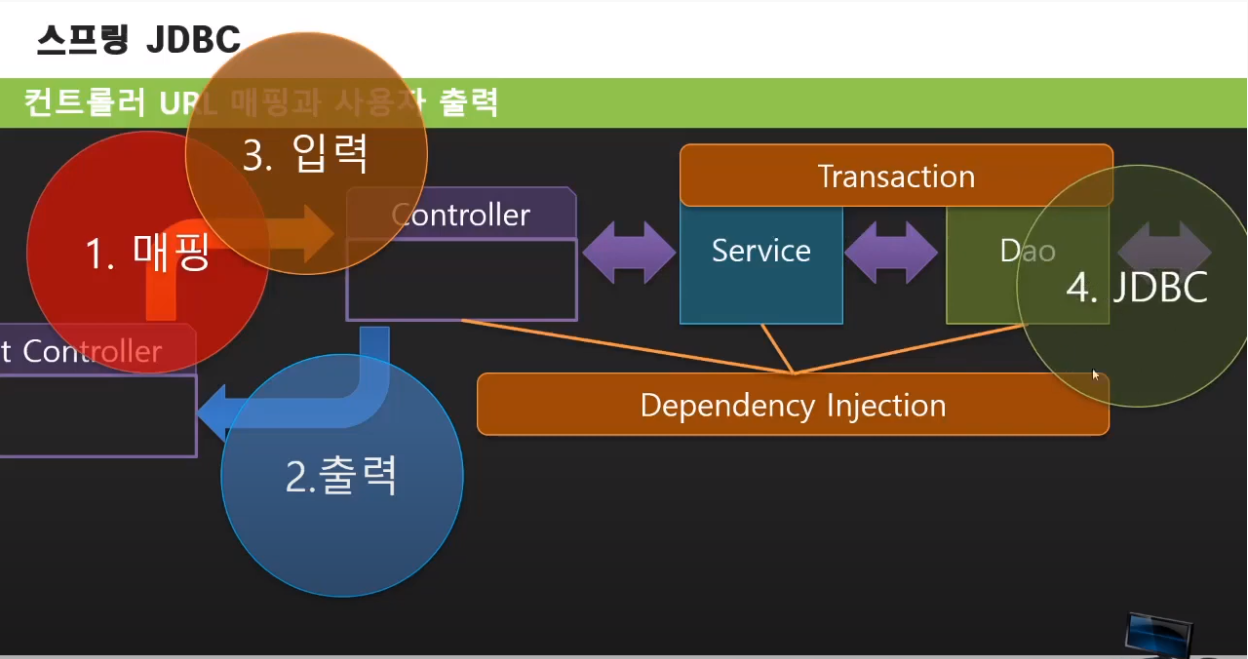 스프링 JDBC
컨트롤러 URL 매핑과 사용자 출력
3. 입력
1. 매핑
Controller
Transaction
Service
Dao
4. JDBC
t Controller
Dependency Injection
2.출력